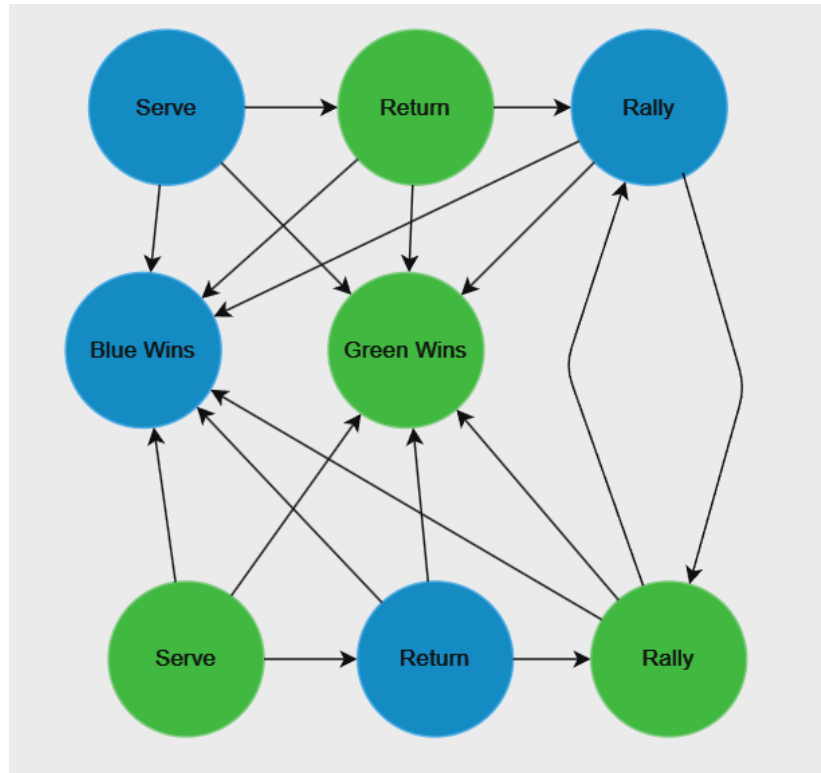 Serve
Return
Rally
Blue Wins
Green Wins
Serve
Return
Rally